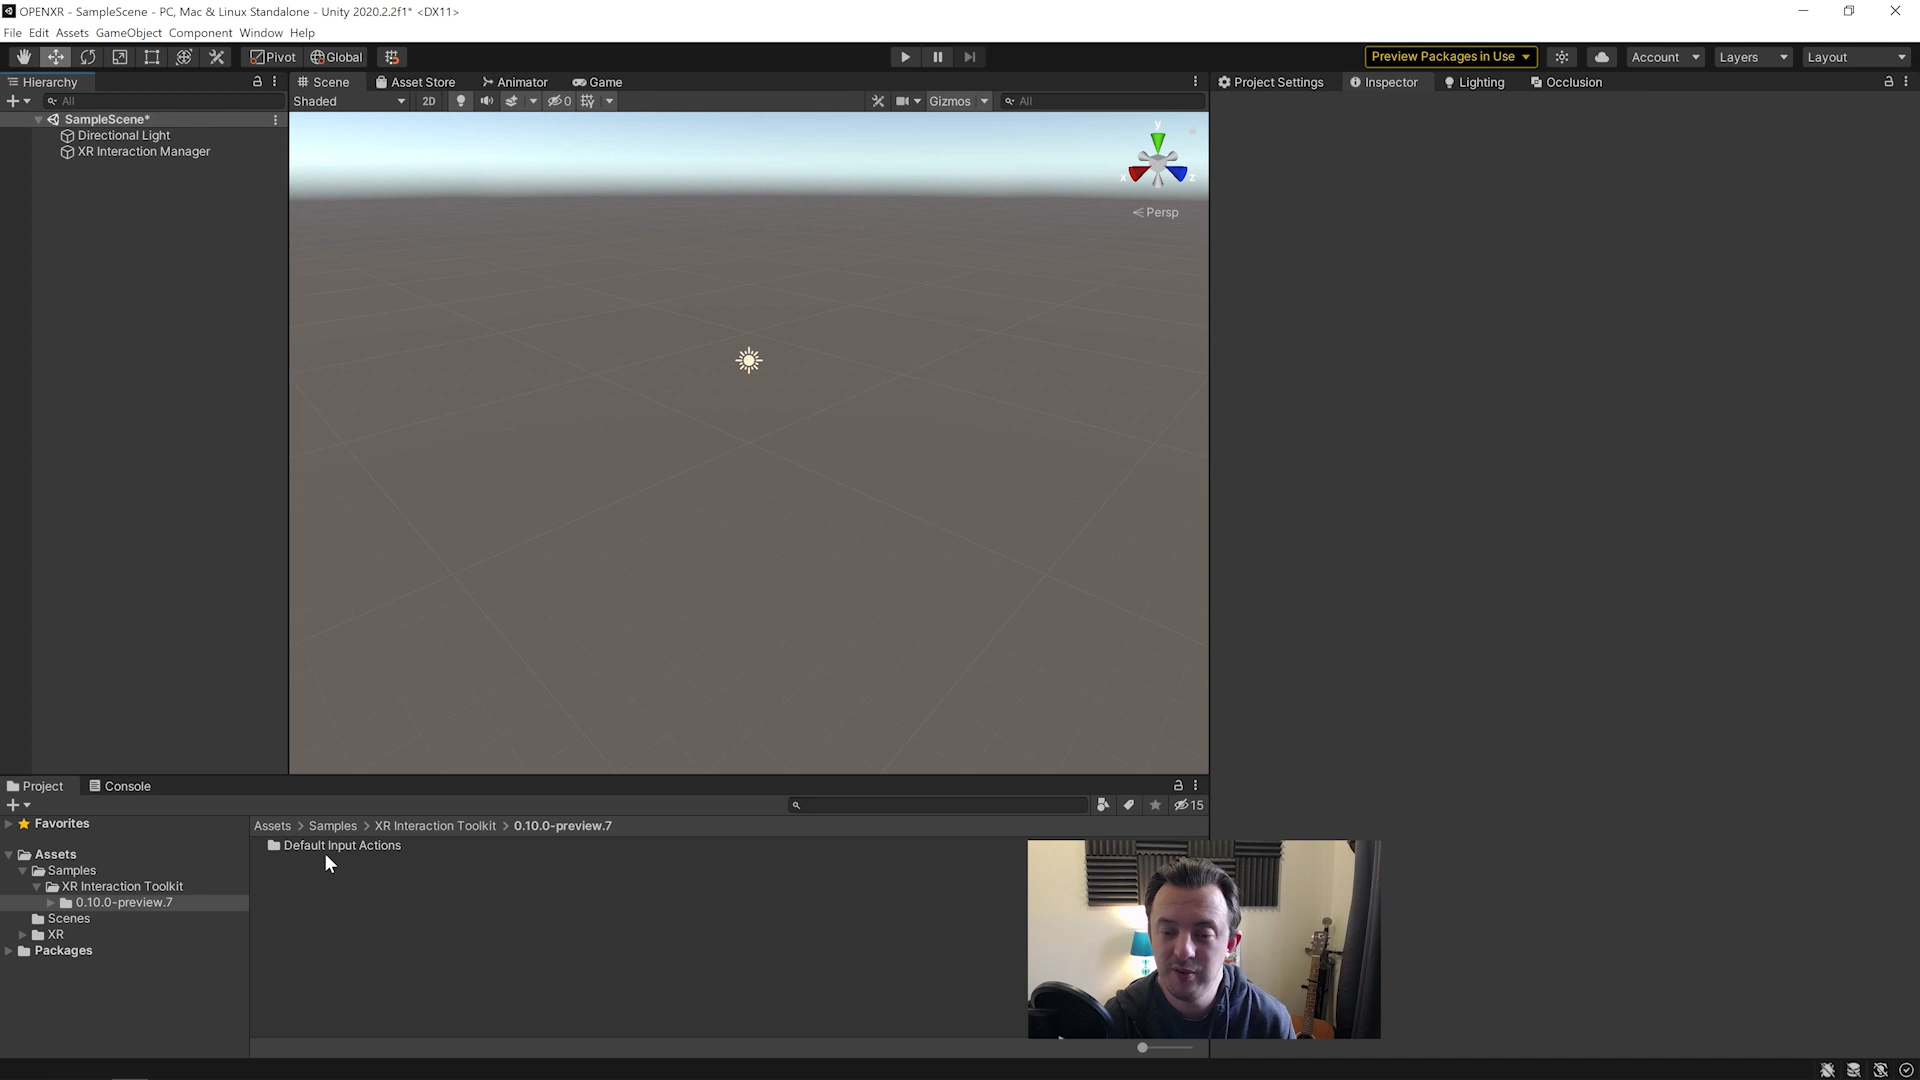 OPENXR - SampleScene - PC, Mac & Linux Standalone - Unity 2020.2.2f1* <DX11>
File Edit Assets GameObject Component Window Help
Pivot Global Preview Packages in Use Account Layers Layout
Hierarchy Scene Asset Store Animator Game Project Settings Inspector Lighting Occlusion
All Shaded 2D 0 Gizmos All
SampleScene*
Directional Light
XR Interaction Manager
y
x z
Persp
Project Console
15
Favorites
Assets > Samples > XR Interaction Toolkit > 0.10.0-preview.7
Default Input Actions
Assets
Samples
XR Interaction Toolkit
0.10.0-preview.7
Scenes
XR
Packages